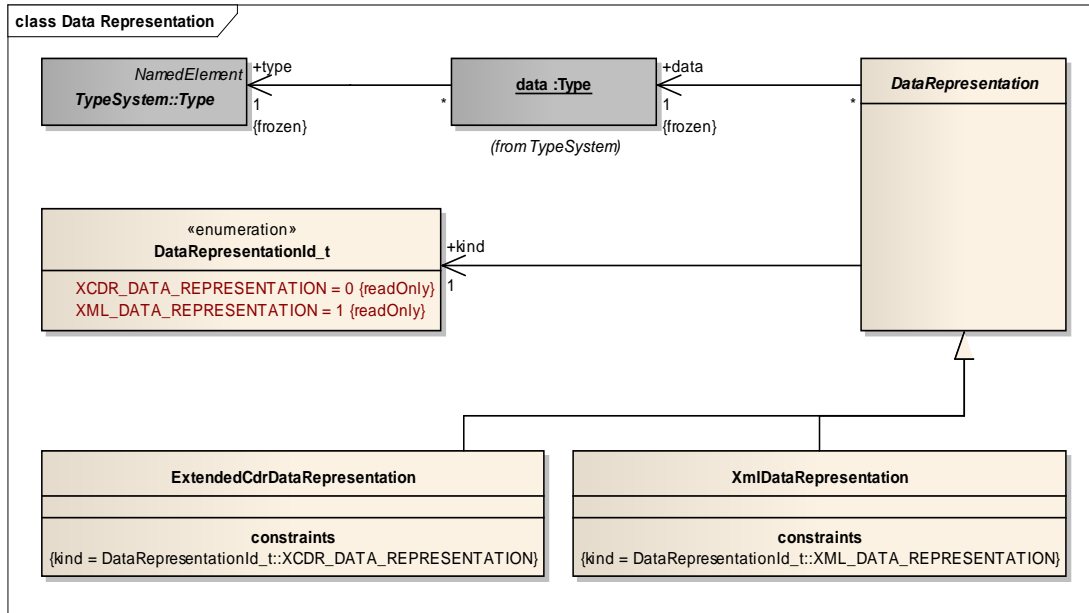 class Data Representation
NamedElement
TypeSystem::Type
+type
1
{frozen}
*
data :Type
(from TypeSystem)
+data
1
{frozen}
*
DataRepresentation
«enumeration»
DataRepresentationId_t
XCDR_DATA_REPRESENTATION = 0 {readOnly}
XML_DATA_REPRESENTATION = 1 {readOnly}
+kind
1
ExtendedCdrDataRepresentation
constraints
{kind = DataRepresentationId_t::XCDR_DATA_REPRESENTATION}
XmlDataRepresentation
constraints
{kind = DataRepresentationId_t::XML_DATA_REPRESENTATION}